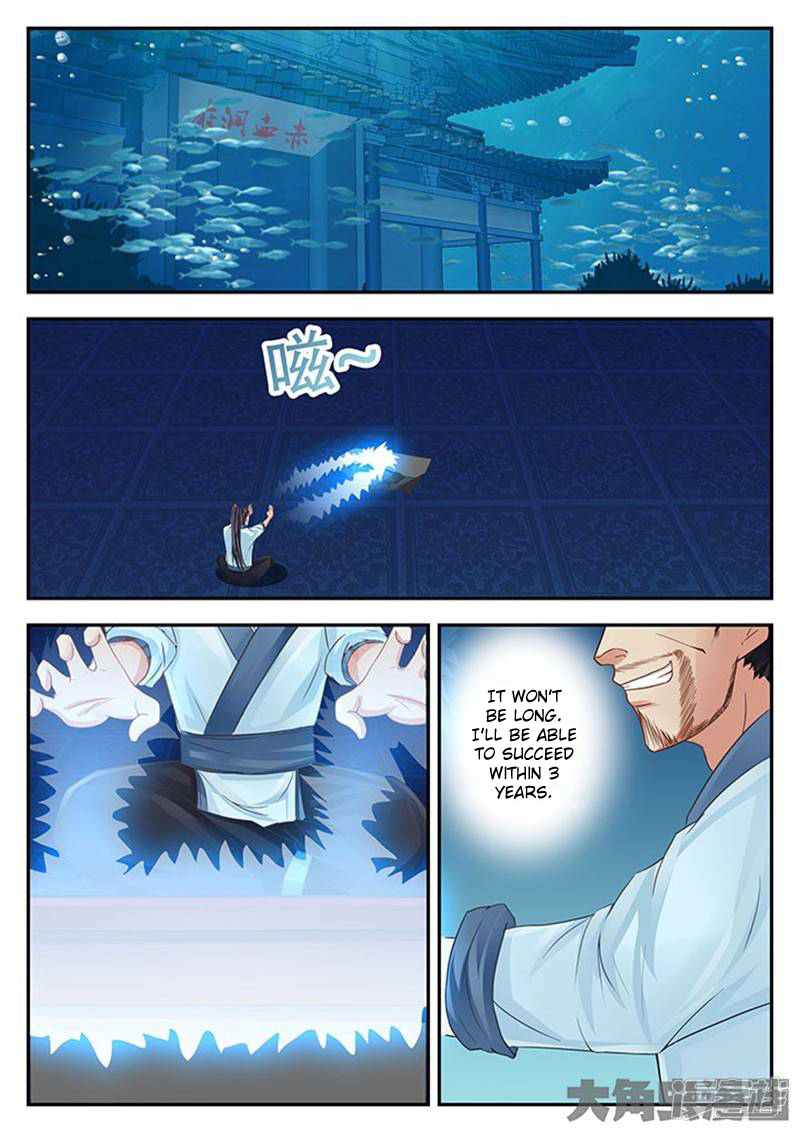 赤血洞府
嗞~
IT WON'T
BE LONG.
I'LL BE ABLE
TO SUCCEED
WITHIN 3
YEARS.
大角
漫画